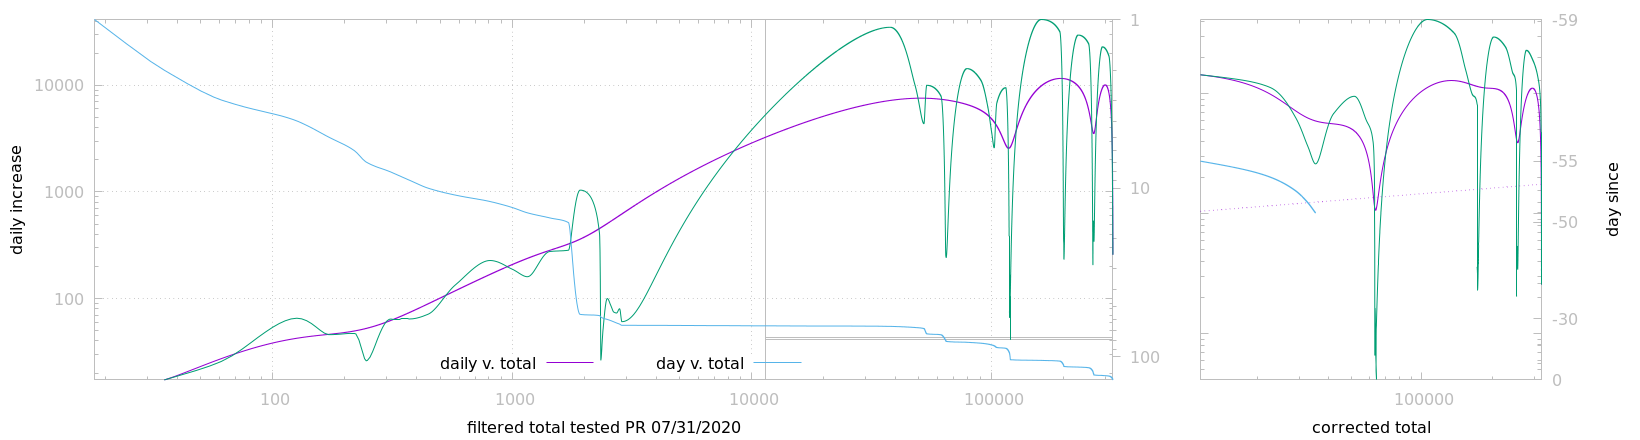 daily increase
10000
1000
100
100
1000
10000
100000
1
10
100
daily v. total
day v. total
filtered total tested PR 07/31/2020
-59
-55
-50
-30
0
day since
100000
corrected total